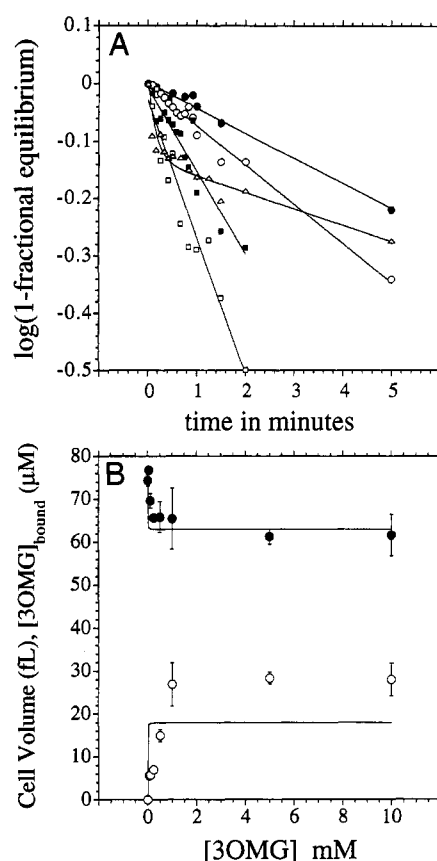 A
0.1
0
-0.1
-0.2
-0.3
-0.4
-0.5
log(1-fractional equilibrium)
0 1 2 3 4 5
time in minutes
B
80
70
60
50
40
30
20
10
0
Cell Volume (fL), [3OMG]bound (μM)
0 2 4 6 8 10
[3OMG] mM